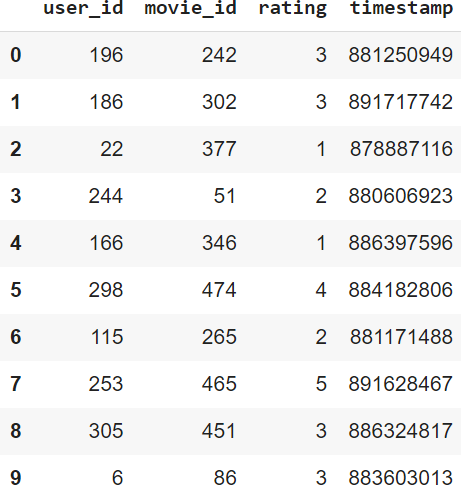 user_id movie_id rating timestamp
0 196 242 3 881250949
1 186 302 3 891717742
2 22 377 1 878887116
3 244 51 2 880606923
4 166 346 1 886397596
5 298 474 4 884182806
6 115 265 2 881171488
7 253 465 5 891628467
8 305 451 3 886324817
9 6 86 3 883603013